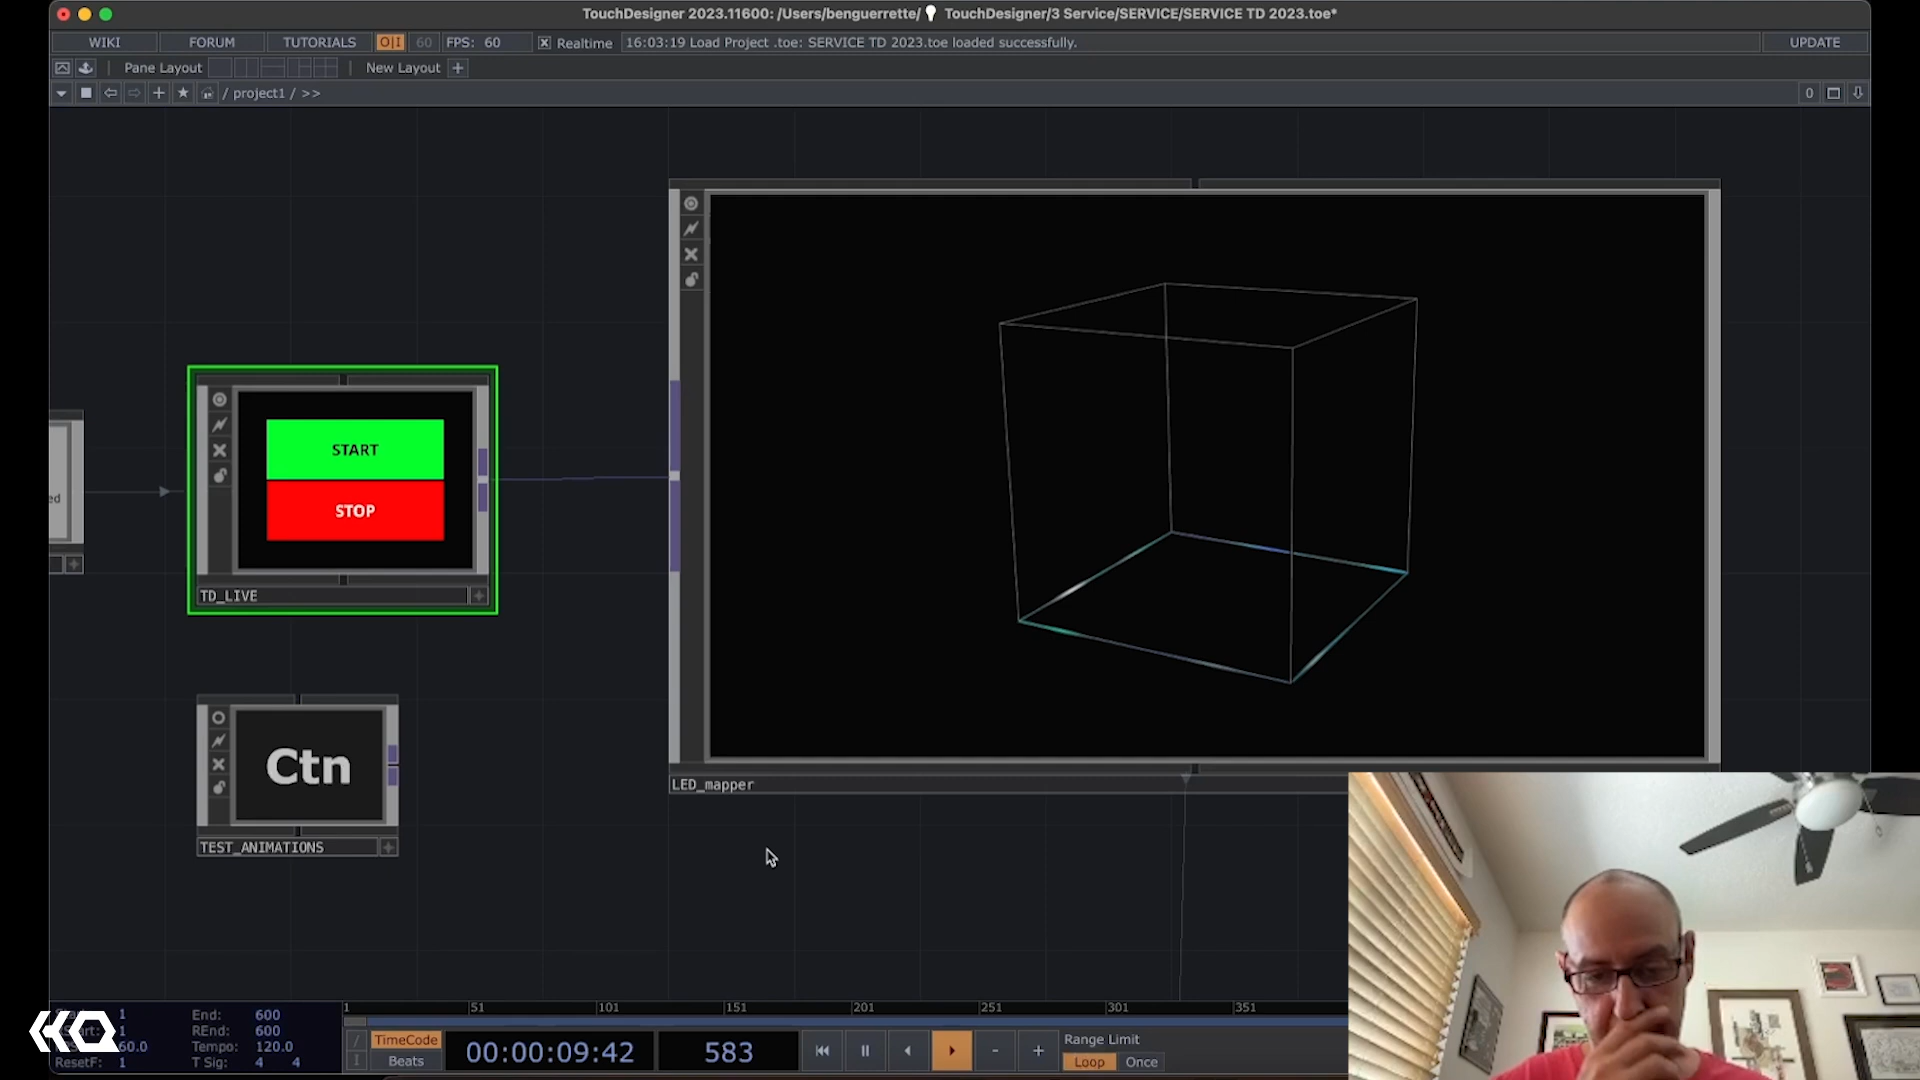 TouchDesigner 2023.11600: /Users/benguerrette/ TouchDesigner/3 Service/SERVICE/SERVICE TD 2023.toe*
WIKI FORUM TUTORIALS O|I 60 FPS: 60 Realtime 16:03:19 Load Project .toe: SERVICE TD 2023.toe loaded successfully. UPDATE
Pane Layout New Layout +
/ project1 / >> 0
START
STOP
ed
TD_LIVE
Ctn
TEST_ANIMATIONS
LED_mapper
1 51 101 151 201 251 301 351
1 End: 600
Start: 1 REnd: 600
60.0 Tempo: 120.0
ResetF: 1 T Sig: 4 4
TimeCode
Beats
00:00:09:42 583
Range Limit
Loop Once